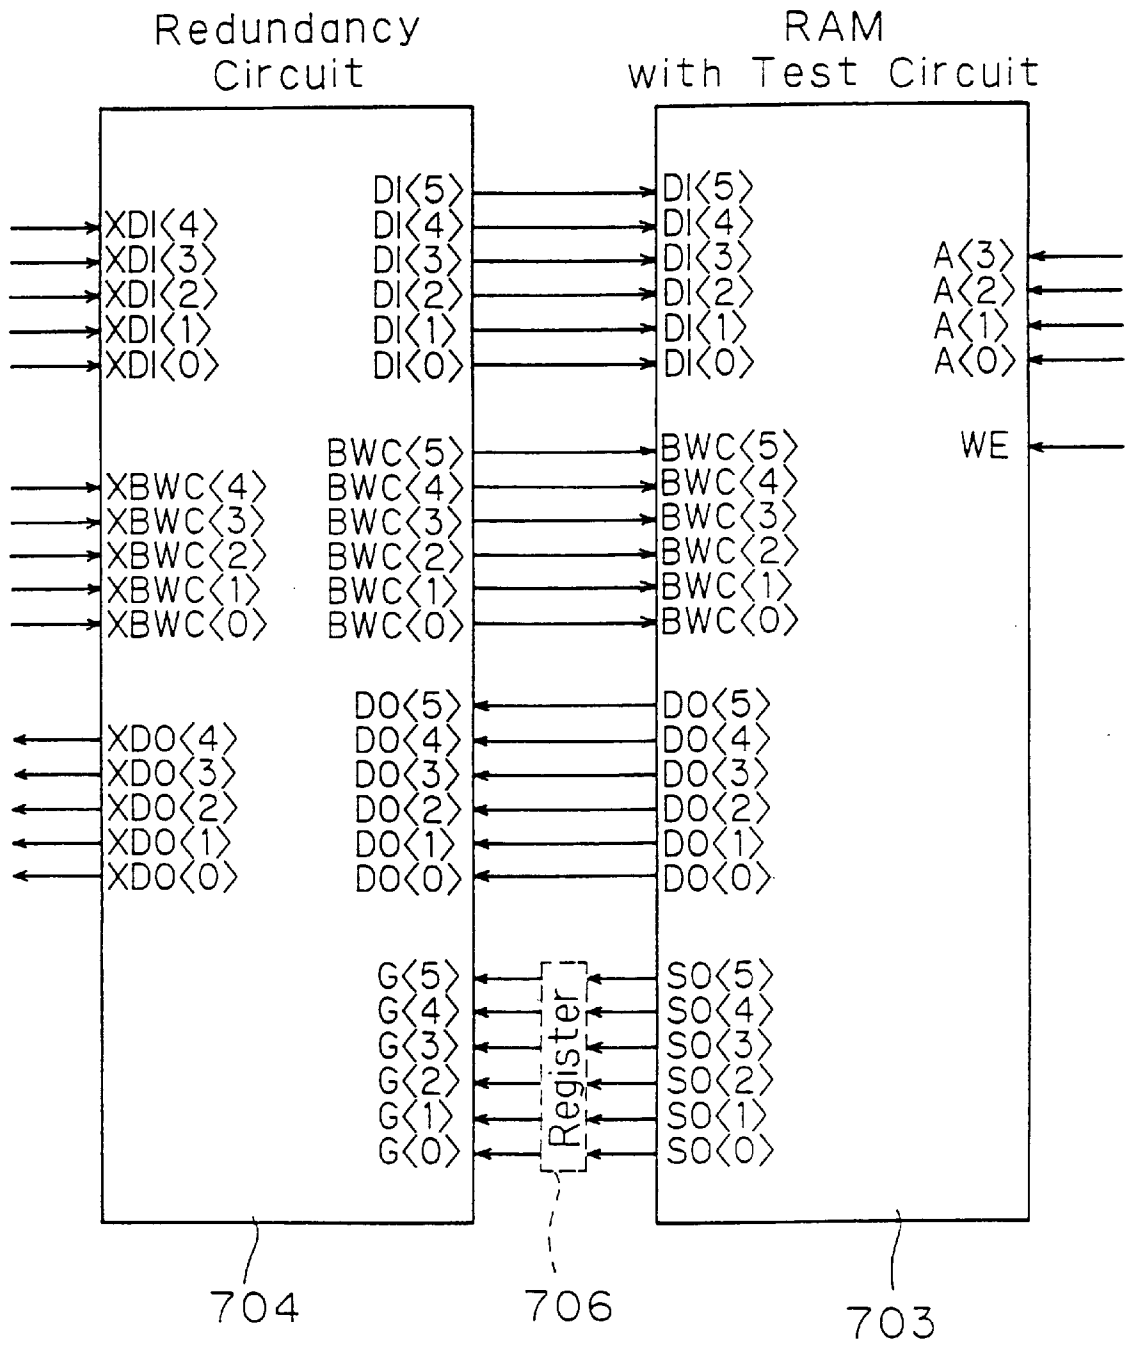 Redundancy
Circuit
RAM
with Test Circuit
XDI〈4〉
XDI〈3〉
XDI〈2〉
XDI〈1〉
XDI〈0〉
XBWC〈4〉
XBWC〈3〉
XBWC〈2〉
XBWC〈1〉
XBWC〈0〉
XDO〈4〉
XDO〈3〉
XDO〈2〉
XDO〈1〉
XDO〈0〉
DI〈5〉
DI〈4〉
DI〈3〉
DI〈2〉
DI〈1〉
DI〈0〉
BWC〈5〉
BWC〈4〉
BWC〈3〉
BWC〈2〉
BWC〈1〉
BWC〈0〉
DO〈5〉
DO〈4〉
DO〈3〉
DO〈2〉
DO〈1〉
DO〈0〉
G〈5〉
G〈4〉
G〈3〉
G〈2〉
G〈1〉
G〈0〉
Register
DI〈5〉
DI〈4〉
DI〈3〉
DI〈2〉
DI〈1〉
DI〈0〉
BWC〈5〉
BWC〈4〉
BWC〈3〉
BWC〈2〉
BWC〈1〉
BWC〈0〉
DO〈5〉
DO〈4〉
DO〈3〉
DO〈2〉
DO〈1〉
DO〈0〉
SO〈5〉
SO〈4〉
SO〈3〉
SO〈2〉
SO〈1〉
SO〈0〉
A〈3〉
A〈2〉
A〈1〉
A〈0〉
WE
704
706
703